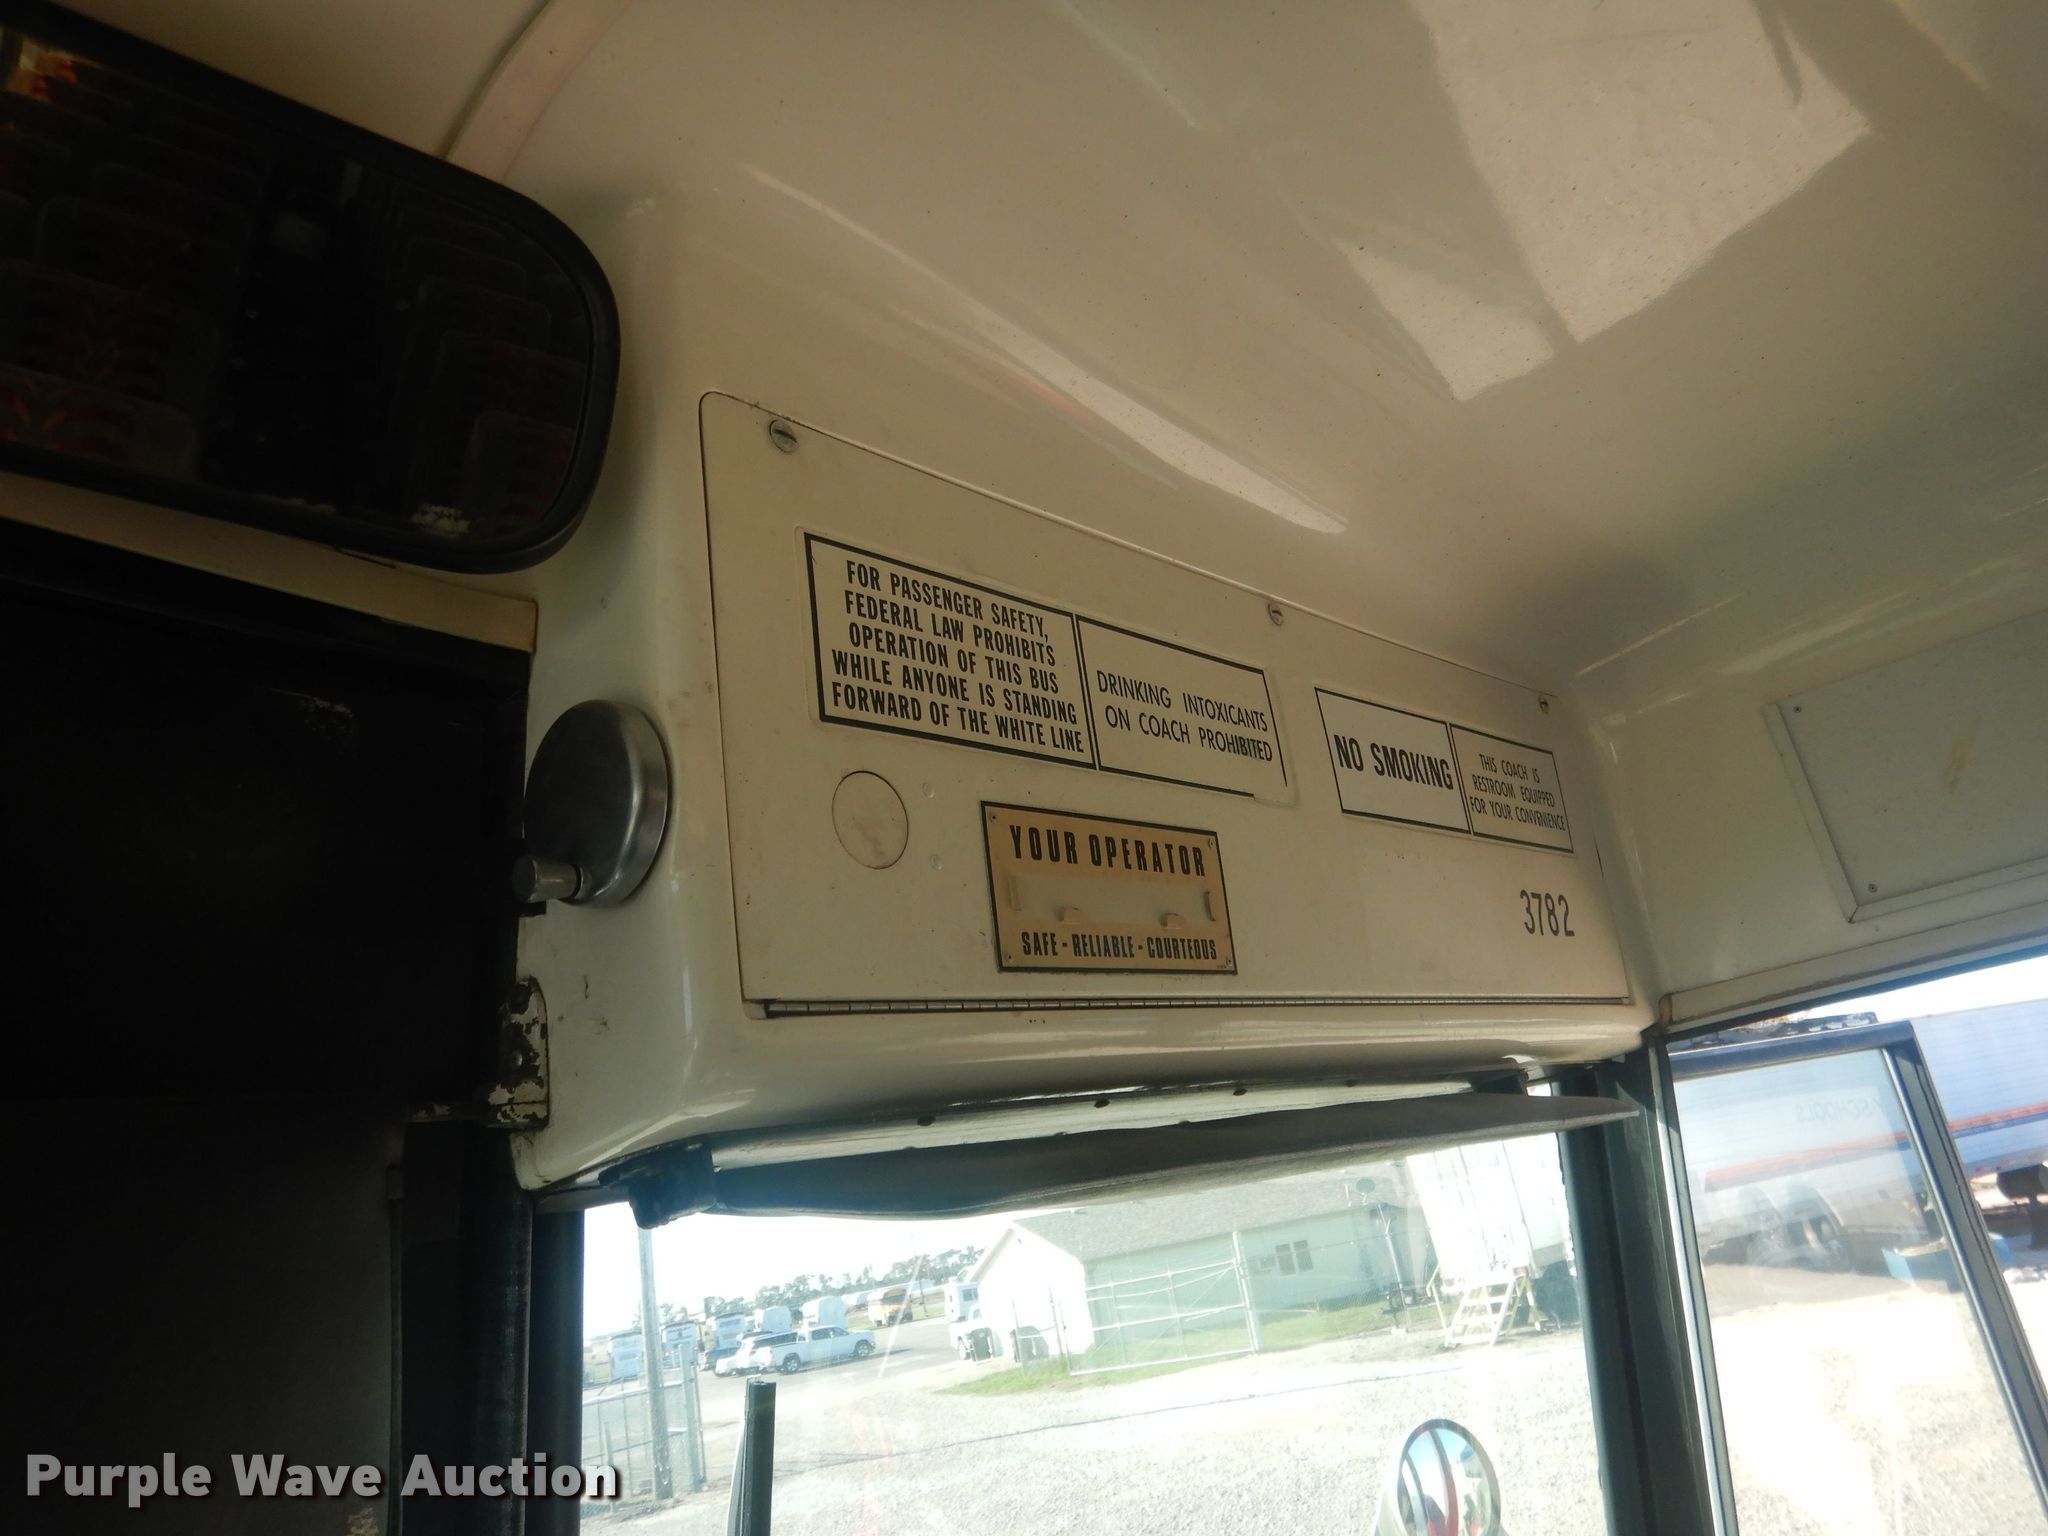 FOR PASSENGER SAFETY,
FEDERAL LAW PROHIBITS
OPERATION OF THIS BUS
WHILE ANYONE IS STANDING
FORWARD OF THE WHITE LINE
DRINKING INTOXICANTS
ON COACH PROHIBITED
NO SMOKING
THIS COACH IS
RESTROOM EQUIPPED
FOR YOUR CONVENIENCE
YOUR OPERATOR
SAFE - RELIABLE - COURTEOUS
3782
Purple Wave Auction